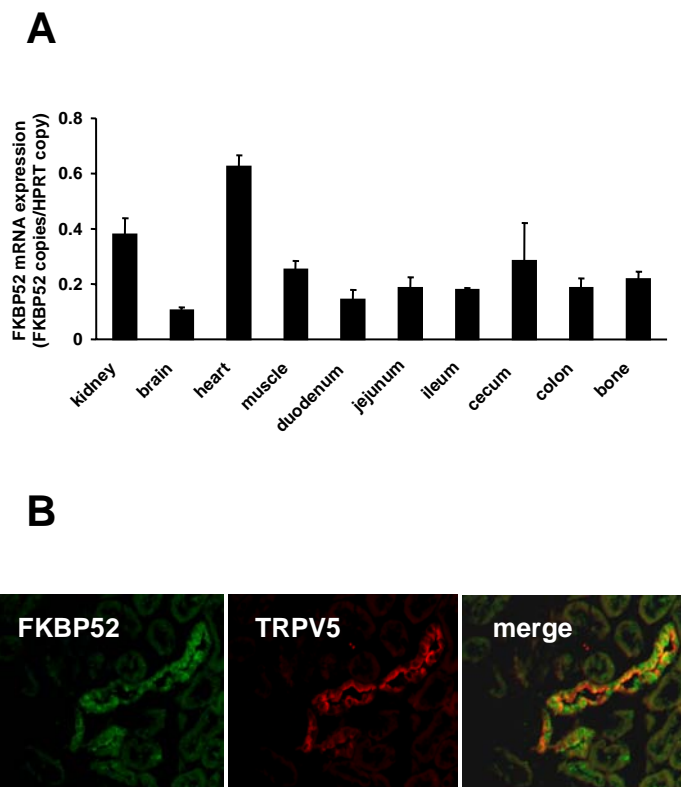 A
FKBP52 mRNA expression
(FKBP52 copies/HPRT copy)
0.8
0.6
0.4
0.2
0
kidney
brain
heart
muscle
duodenum
jejunum
ileum
cecum
colon
bone
B
FKBP52
TRPV5
merge